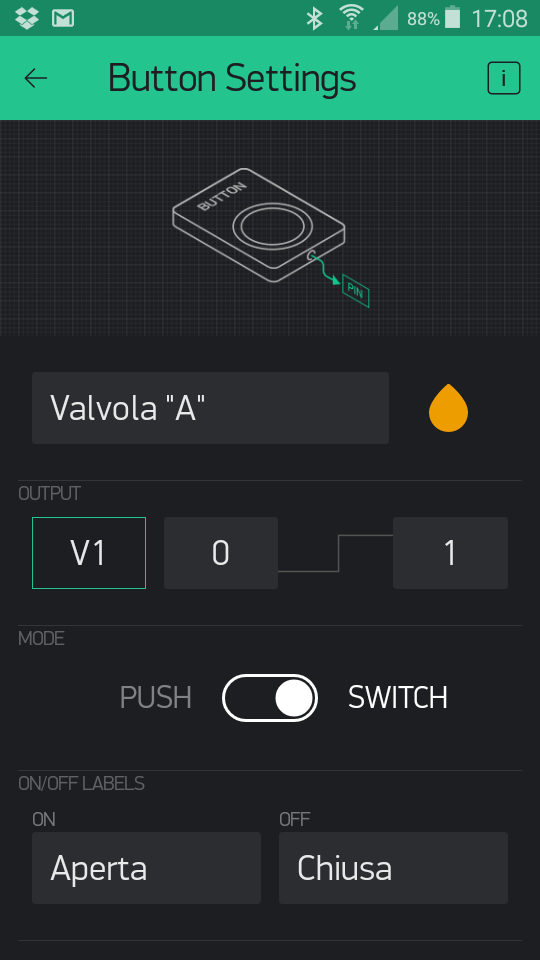 88% 17:08
Button Settings
i
BUTTON
PIN
Valvola "A"
OUTPUT
V1 0 1
MODE
PUSH SWITCH
ON/OFF LABELS
ON OFF
Aperta Chiusa